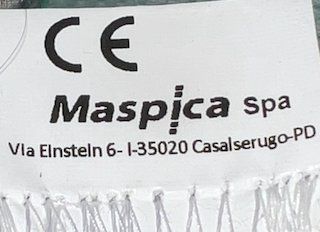 CE
Maspica Spa
Via Einstein 6- I-35020 Casalserugo-PD